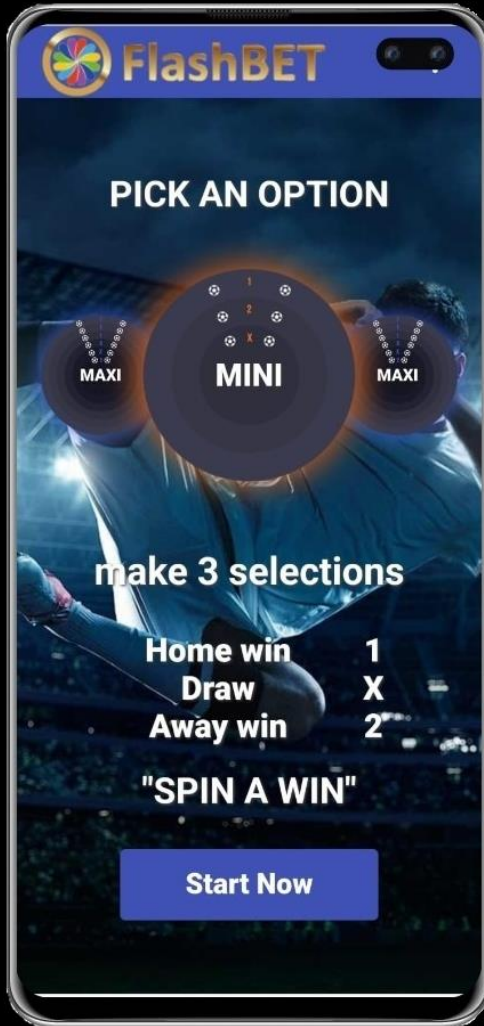 FlashBET
PICK AN OPTION
1
2
X
MAXI
MINI
MAXI
make 3 selections
Home win 1
Draw X
Away win 2
"SPIN A WIN"
Start Now